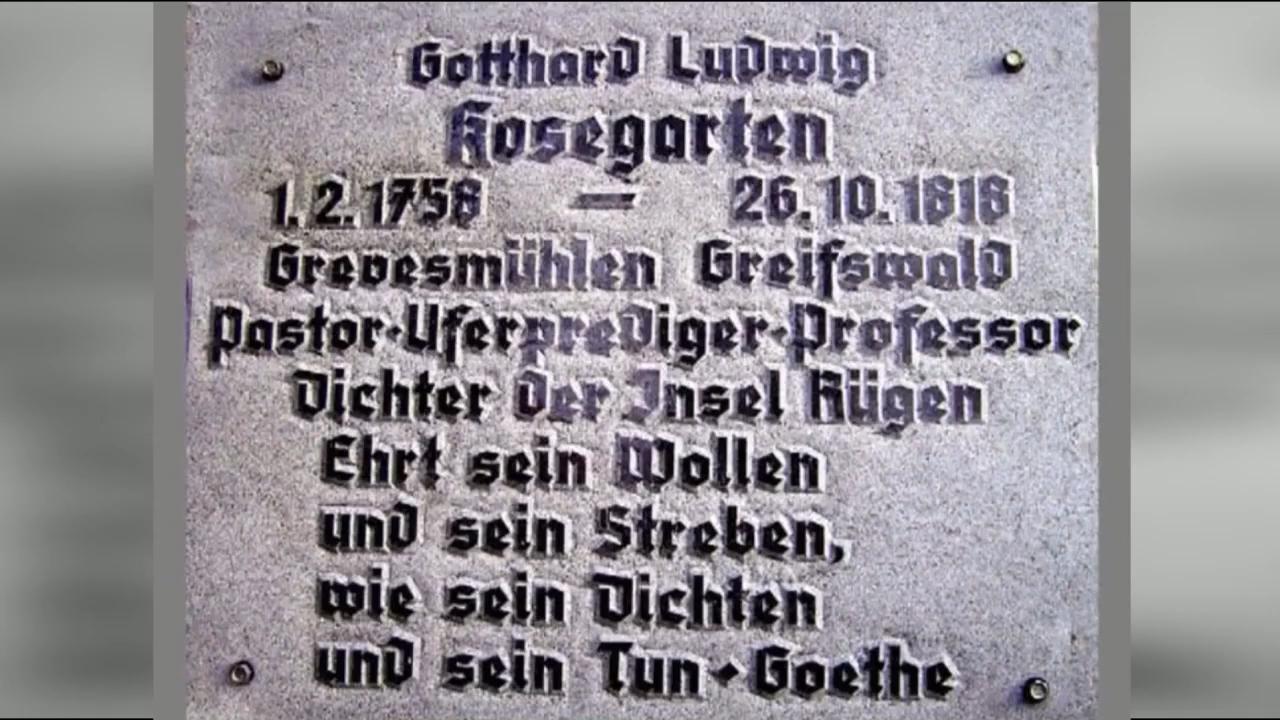 Gotthard Ludwig
Kosegarten
1.2.1758 — 26.10.1818
Grevesmühlen Greifswald
Pastor·Uferprediger·Professor
Dichter der Insel Rügen
Ehrt sein Wollen
und sein Streben,
wie sein Dichten
und sein Tun·Goethe